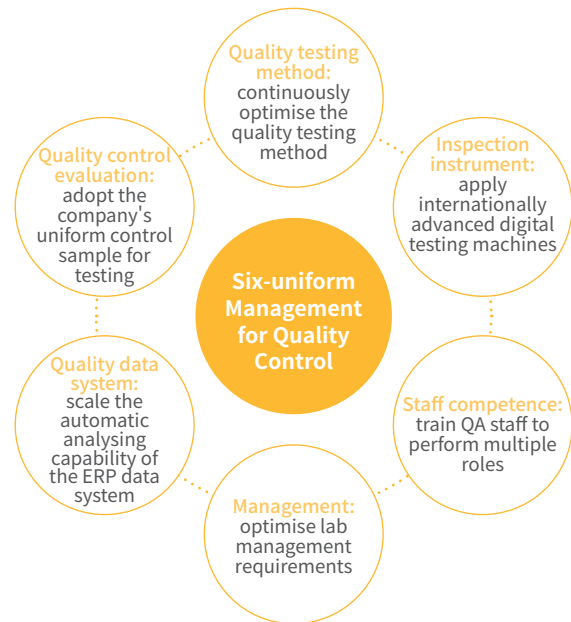 Quality testing
method:
continuously
optimise the
quality testing
method
Inspection
instrument:
apply
internationally
advanced digital
testing machines
Staff competence:
train QA staff to
perform multiple
roles
Management:
optimise lab
management
requirements
Quality data
system:
scale the
automatic
analysing
capability of
the ERP data
system
Quality control
evaluation:
adopt the
company's
uniform control
sample for
testing
Six-uniform
Management
for Quality
Control